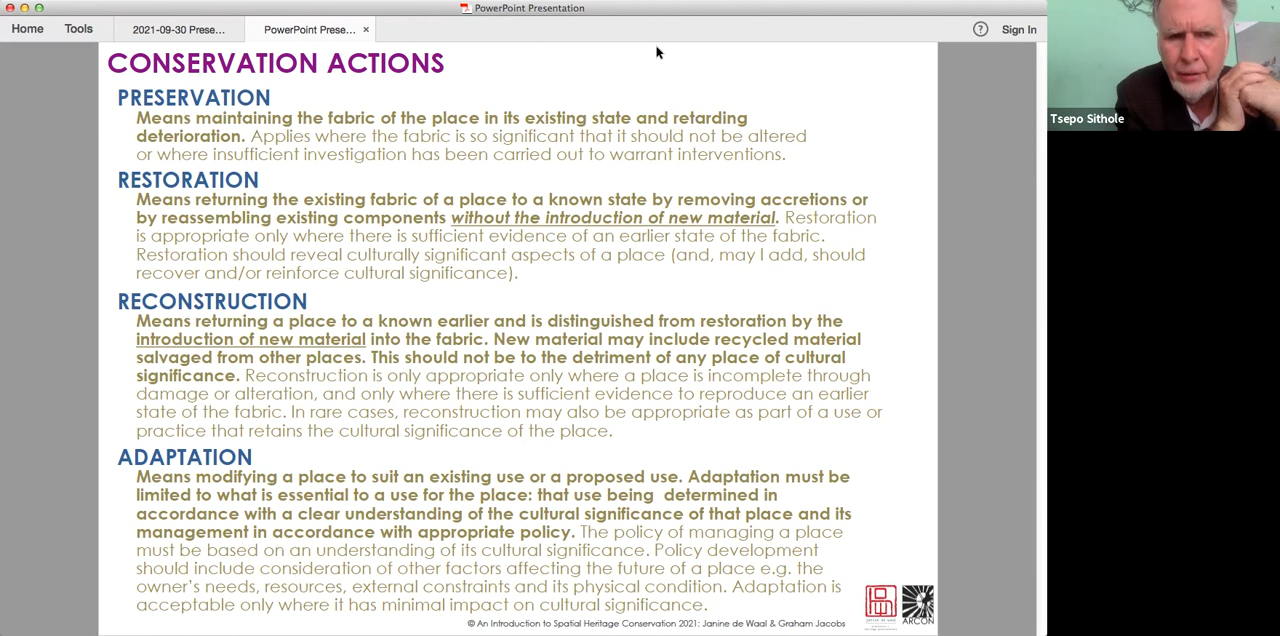 PowerPoint Presentation
Home Tools 2021-09-30 Prese... PowerPoint Prese... × ? Sign In
CONSERVATION ACTIONS
PRESERVATION
Means maintaining the fabric of the place in its existing state and retarding
deterioration. Applies where the fabric is so significant that it should not be altered
or where insufficient investigation has been carried out to warrant interventions.
RESTORATION
Means returning the existing fabric of a place to a known state by removing accretions or
by reassembling existing components without the introduction of new material. Restoration
is appropriate only where there is sufficient evidence of an earlier state of the fabric.
Restoration should reveal culturally significant aspects of a place (and, may I add, should
recover and/or reinforce cultural significance).
RECONSTRUCTION
Means returning a place to a known earlier and is distinguished from restoration by the
introduction of new material into the fabric. New material may include recycled material
salvaged from other places. This should not be to the detriment of any place of cultural
significance. Reconstruction is only appropriate only where a place is incomplete through
damage or alteration, and only where there is sufficient evidence to reproduce an earlier
state of the fabric. In rare cases, reconstruction may also be appropriate as part of a use or
practice that retains the cultural significance of the place.
ADAPTATION
Means modifying a place to suit an existing use or a proposed use. Adaptation must be
limited to what is essential to a use for the place: that use being determined in
accordance with a clear understanding of the cultural significance of that place and its
management in accordance with appropriate policy. The policy of managing a place
must be based on an understanding of its cultural significance. Policy development
should include consideration of other factors affecting the future of a place e.g. the
owner's needs, resources, external constraints and its physical condition. Adaptation is
acceptable only where it has minimal impact on cultural significance.
© An Introduction to Spatial Heritage Conservation 2021: Janine de Waal & Graham Jacobs
ARCON
Tsepo Sithole